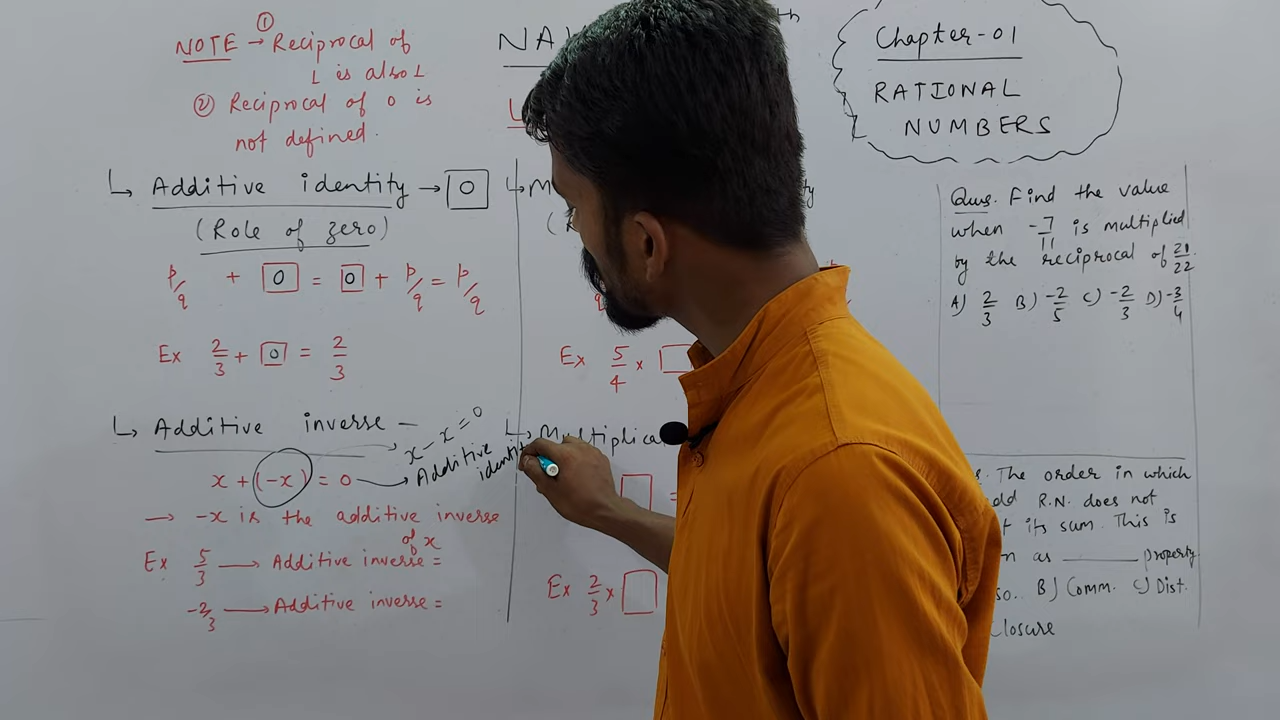 ①
NOTE → Reciprocal of
1 is also 1
② Reciprocal of 0 is
not defined.
↳ Additive identity → 0
(Role of zero)
p/q + 0 = 0 + p/q = p/q
Ex 2/3 + 0 = 2/3
↳ Additive inverse —
x - x = 0
x + (-x) = 0 → Additive
identity
→ -x is the additive inverse
of x
Ex 5/3 → Additive inverse =
-2/3 → Additive inverse =
Ex 5/4 ×
Ex 2/3 ×
Chapter-01
RATIONAL
NUMBERS
Ques. Find the value
when -7/11 is multiplied
by the reciprocal of 21/22.
A) 2/3 B) -2/5 C) -2/3 D) -3/4
The order in which
R.N. does not
its sum. This is
as ______ property
B) Comm. C) Dist.